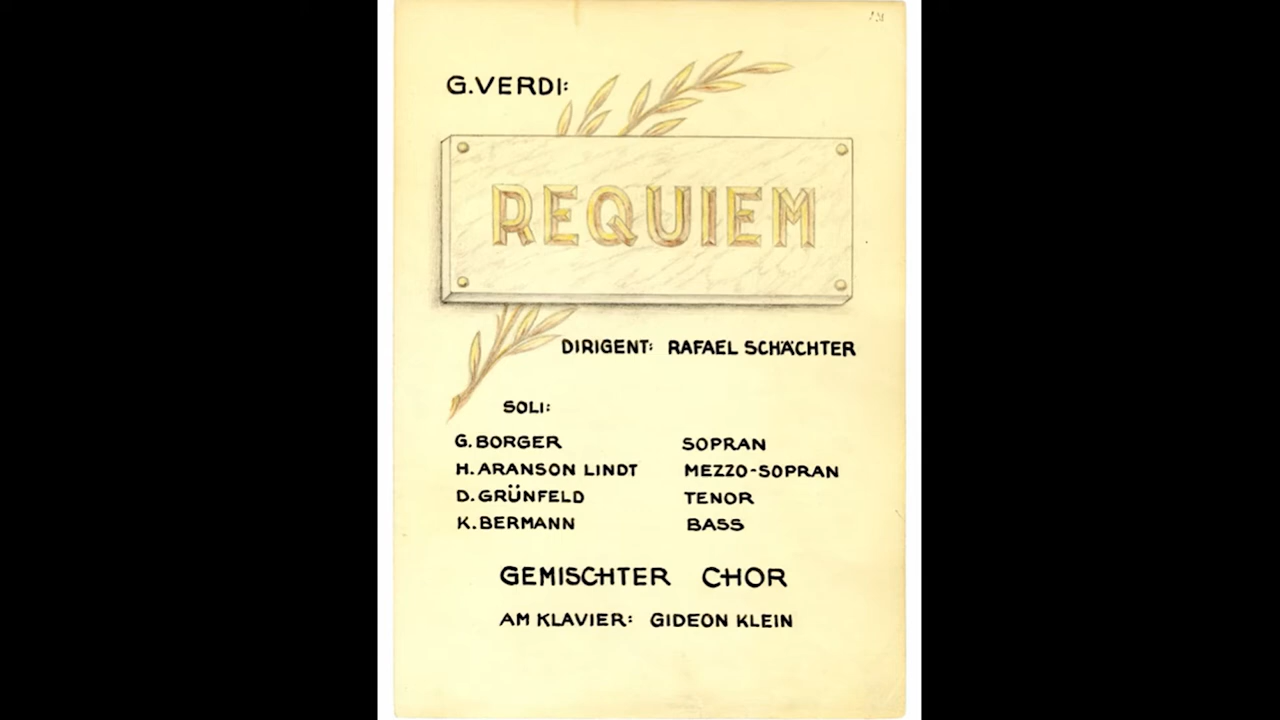 G. VERDI:
REQUIEM
DIRIGENT: RAFAEL SCHÄCHTER
SOLI:
G. BORGER SOPRAN
H. ARANSON LINDT MEZZO-SOPRAN
D. GRÜNFELD TENOR
K. BERMANN BASS
GEMISCHTER CHOR
AM KLAVIER: GIDEON KLEIN